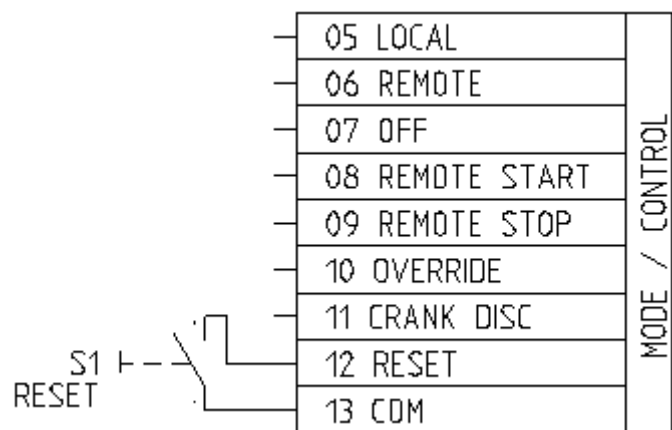 05 LOCAL
06 REMOTE
07 OFF
08 REMOTE START
09 REMOTE STOP
10 OVERRIDE
11 CRANK DISC
12 RESET
13 COM
MODE / CONTROL
S1
RESET